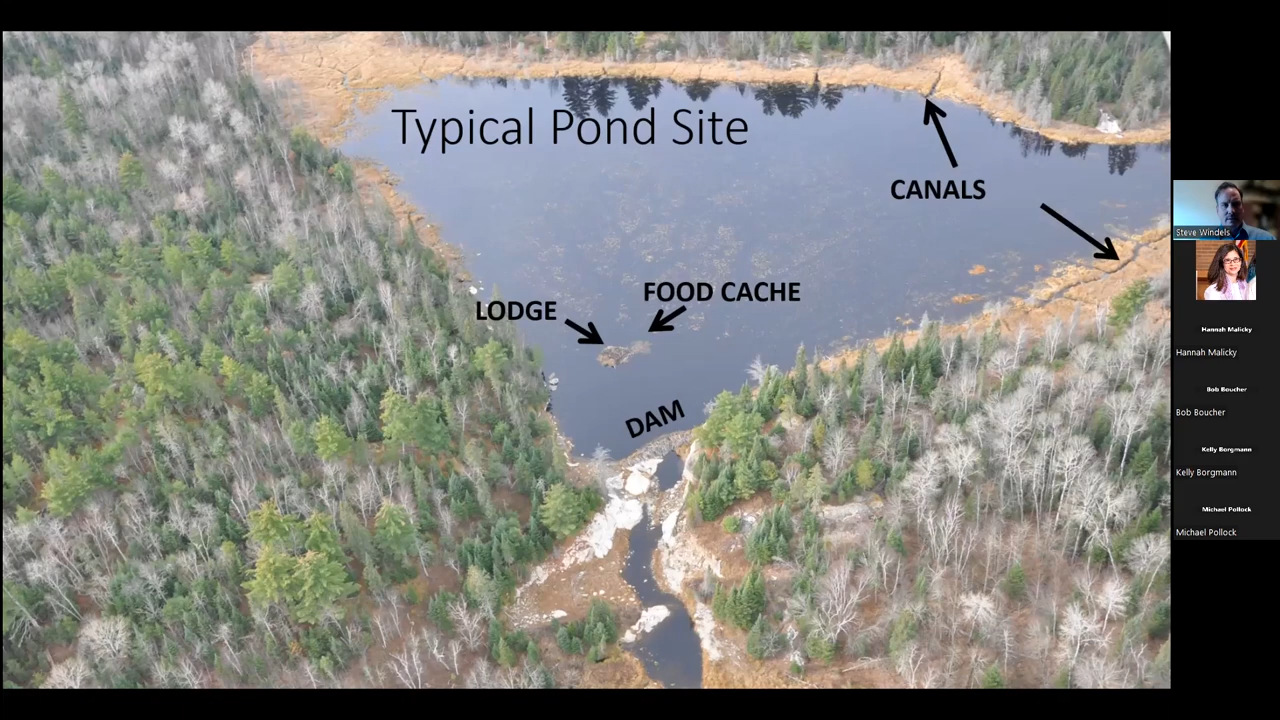 Typical Pond Site
CANALS
FOOD CACHE
LODGE
DAM
Steve Windels
Hannah Malicky
Hannah Malicky
Bob Boucher
Bob Boucher
Kelly Borgmann
Kelly Borgmann
Michael Pollock
Michael Pollock